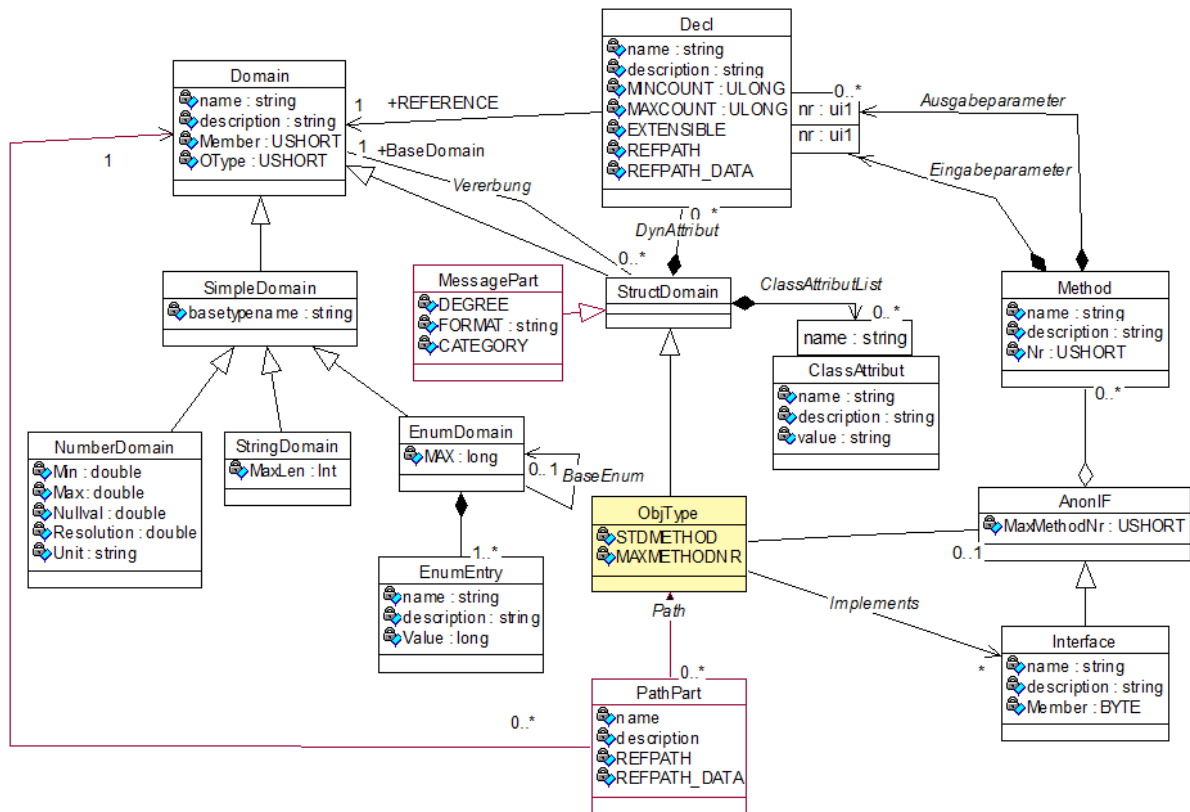 Decl
name : string
description : string
MINCOUNT : ULONG
MAXCOUNT : ULONG
EXTENSIBLE
REFPATH
REFPATH_DATA
0..*
nr : ui1
nr : ui1
Ausgabeparameter
Eingabeparameter
Domain
name : string
description : string
Member : USHORT
OType : USHORT
1
+REFERENCE
1
+BaseDomain
1
Vererbung
0..*
0..*
DynAttribut
SimpleDomain
basetypename : string
MessagePart
DEGREE
FORMAT : string
CATEGORY
StructDomain
ClassAttributList
0..*
name : string
ClassAttribut
name : string
description : string
value : string
Method
name : string
description : string
Nr : USHORT
0..*
NumberDomain
Min : double
Max : double
Nullval : double
Resolution : double
Unit : string
StringDomain
MaxLen : Int
EnumDomain
MAX : long
0..1
BaseEnum
1..*
EnumEntry
name : string
description : string
Value : long
ObjType
STDMETHOD
MAXMETHODNR
AnonIF
MaxMethodNr : USHORT
0..1
Implements
*
Interface
name : string
description : string
Member : BYTE
Path
0..*
0..*
PathPart
name
description
REFPATH
REFPATH_DATA